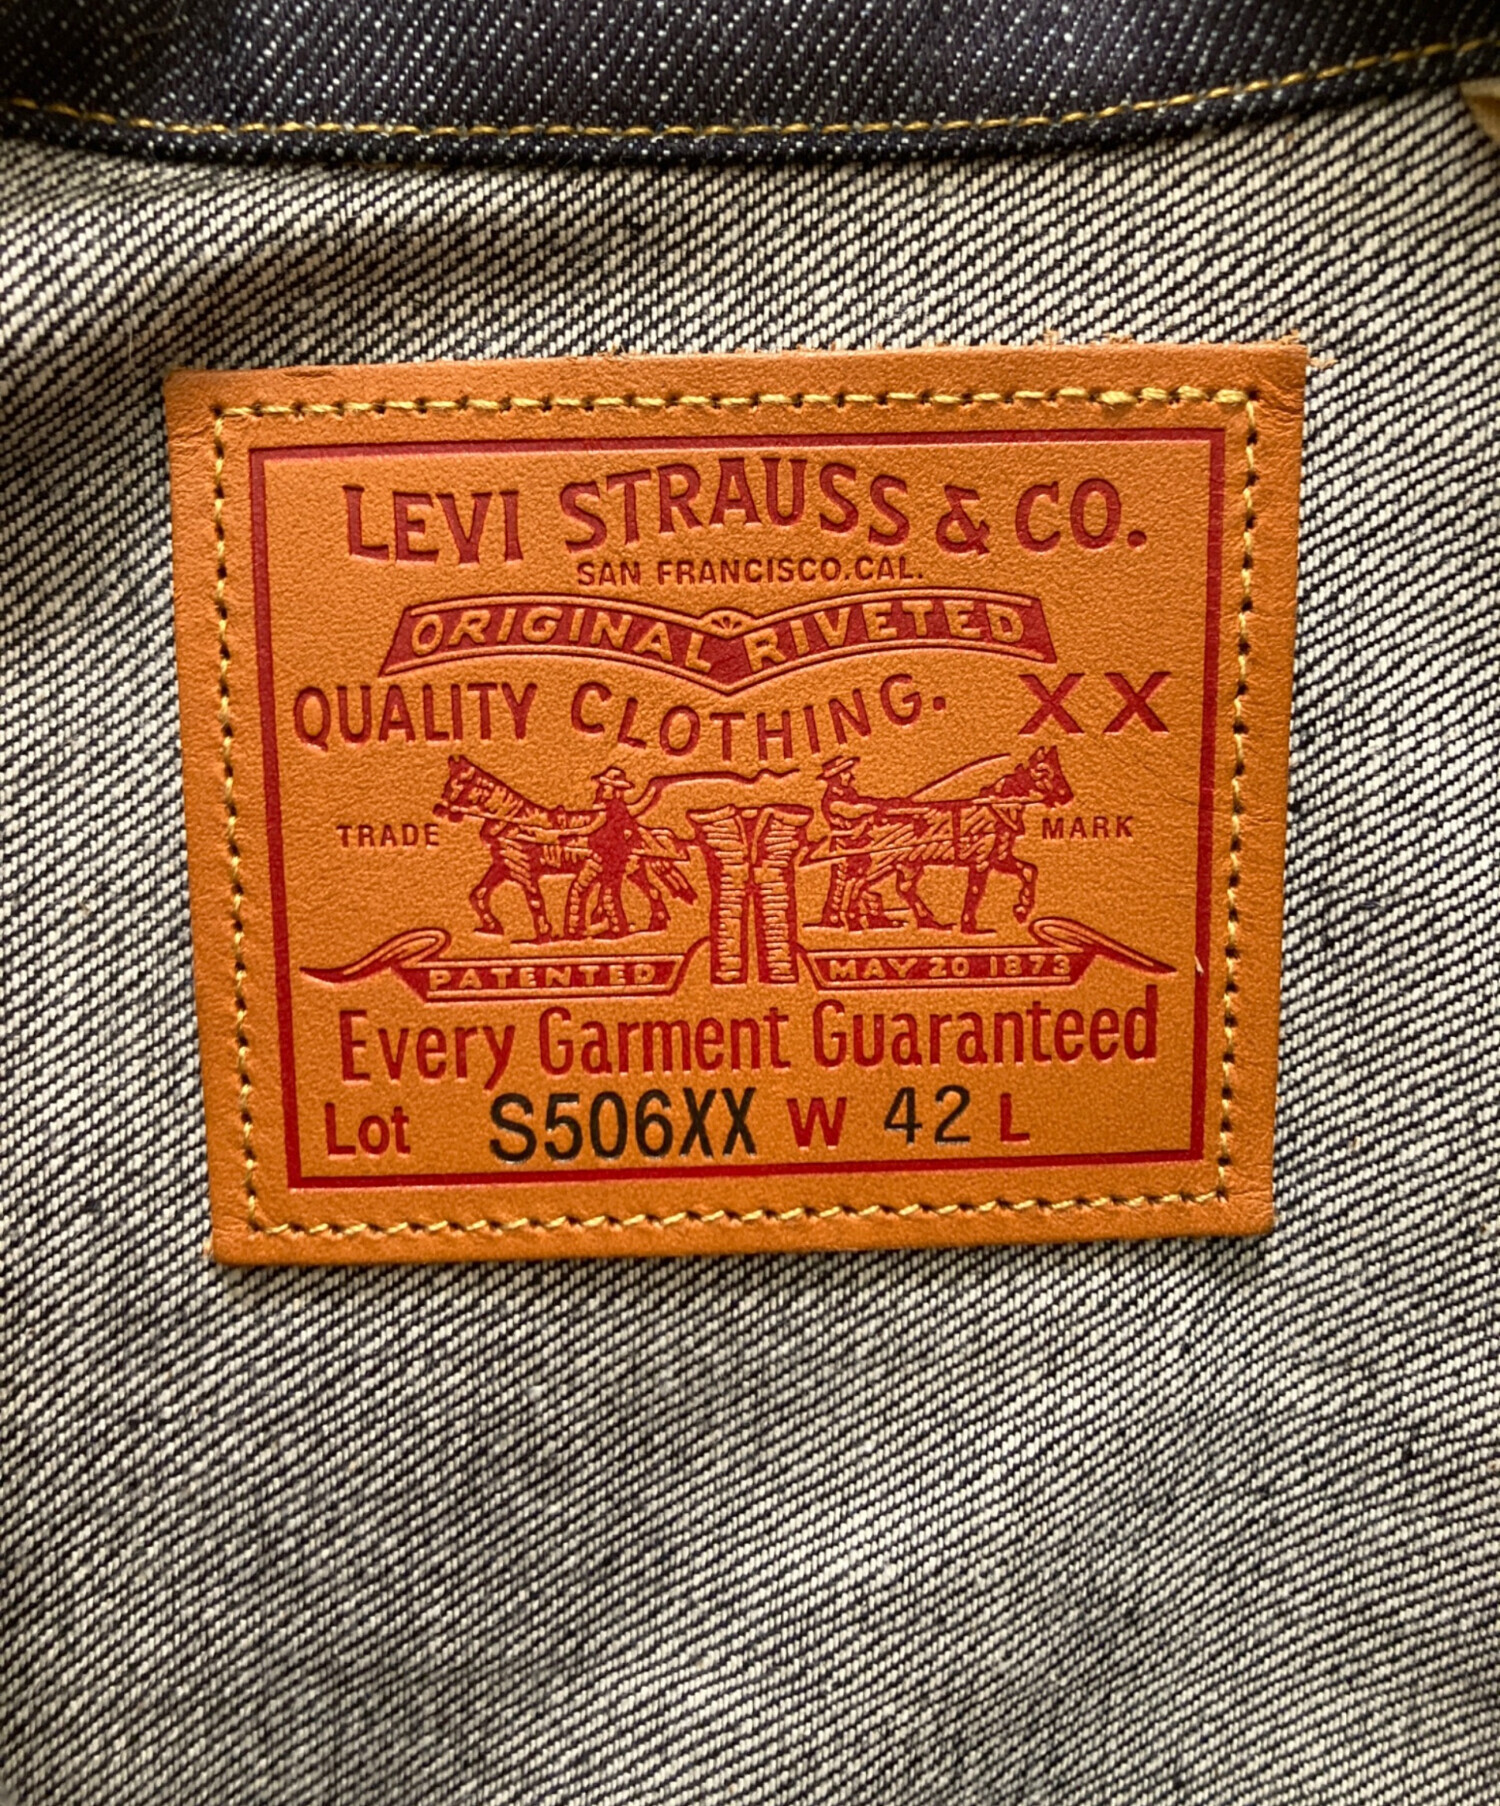 LEVI STRAUSS & CO.
SAN FRANCISCO.CAL.
ORIGINAL RIVETED
QUALITY CLOTHING. XX
TRADE MARK
PATENTED MAY 20 1873
Every Garment Guaranteed
Lot S506XX W 42 L